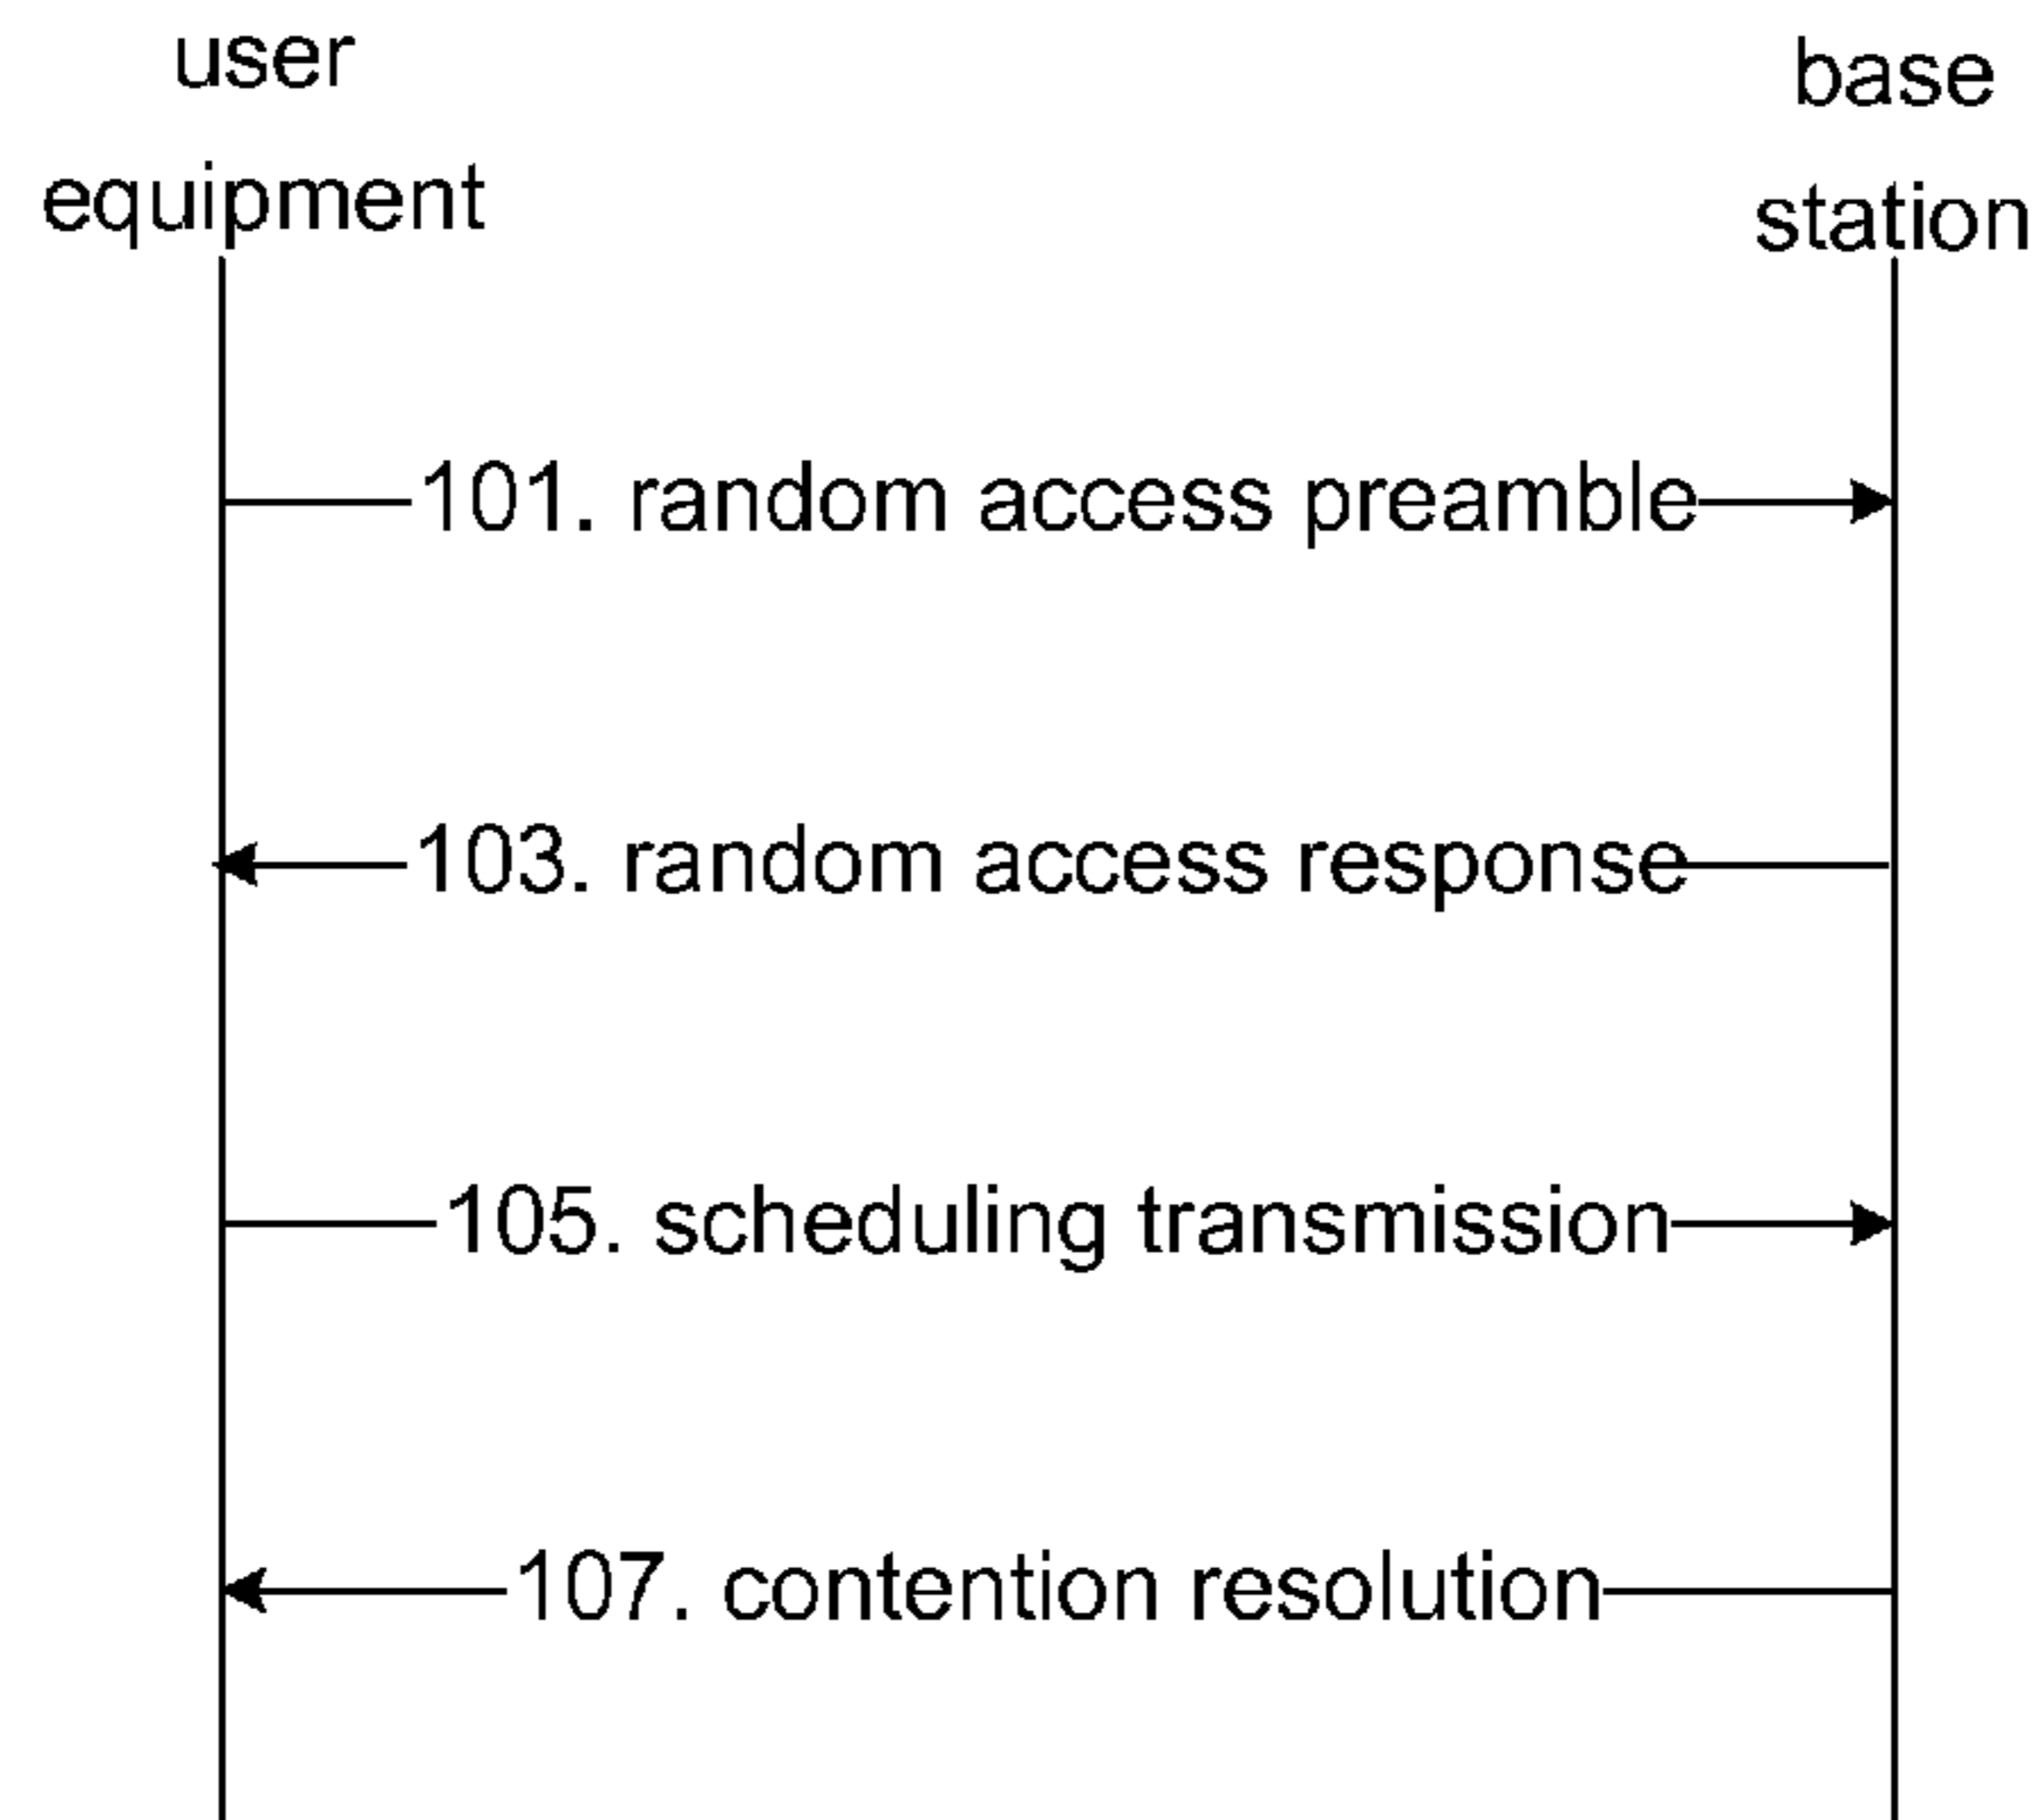 user
equipment
base
station
101. random access preamble
103. random access response
105. scheduling transmission
107. contention resolution